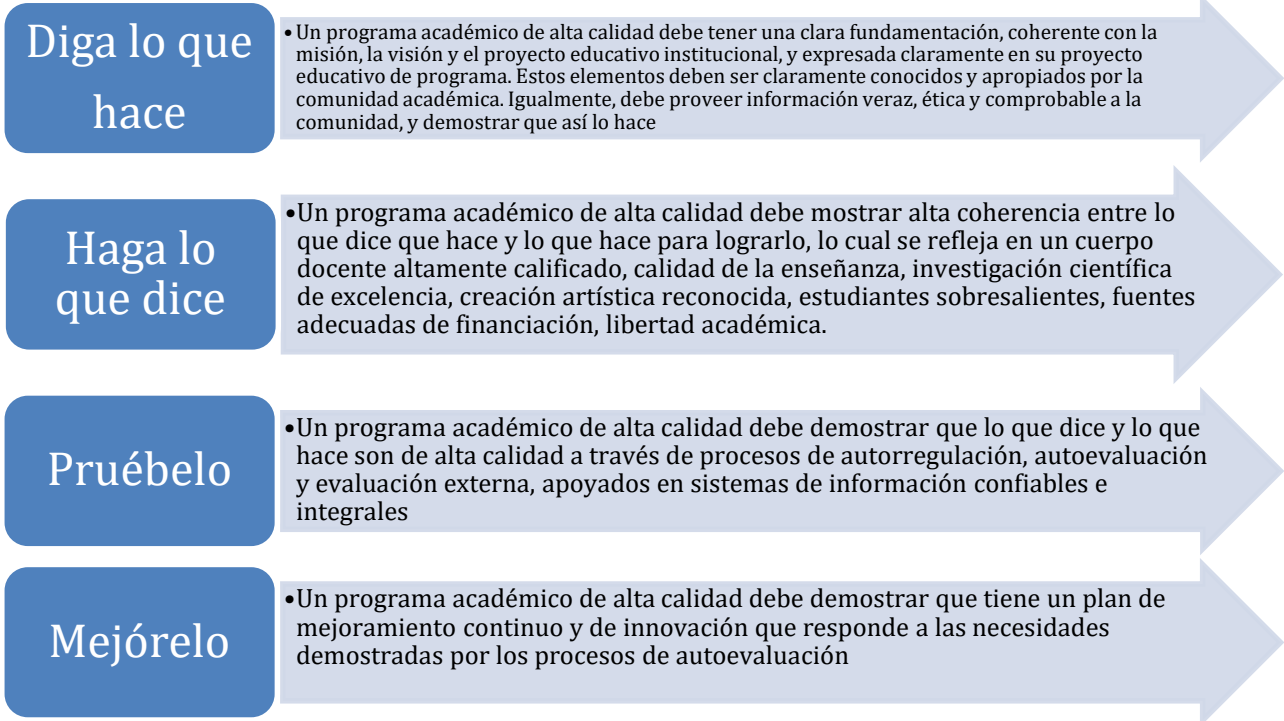 Diga lo que
hace
• Un programa académico de alta calidad debe tener una clara fundamentación, coherente con la
misión, la visión y el proyecto educativo institucional, y expresada claramente en su proyecto
educativo de programa. Estos elementos deben ser claramente conocidos y apropiados por la
comunidad académica. Igualmente, debe proveer información veraz, ética y comprobable a la
comunidad, y demostrar que así lo hace
Haga lo
que dice
•Un programa académico de alta calidad debe mostrar alta coherencia entre lo
que dice que hace y lo que hace para lograrlo, lo cual se refleja en un cuerpo
docente altamente calificado, calidad de la enseñanza, investigación científica
de excelencia, creación artística reconocida, estudiantes sobresalientes, fuentes
adecuadas de financiación, libertad académica.
Pruébelo
•Un programa académico de alta calidad debe demostrar que lo que dice y lo que
hace son de alta calidad a través de procesos de autorregulación, autoevaluación
y evaluación externa, apoyados en sistemas de información confiables e
integrales
Mejórelo
•Un programa académico de alta calidad debe demostrar que tiene un plan de
mejoramiento continuo y de innovación que responde a las necesidades
demostradas por los procesos de autoevaluación